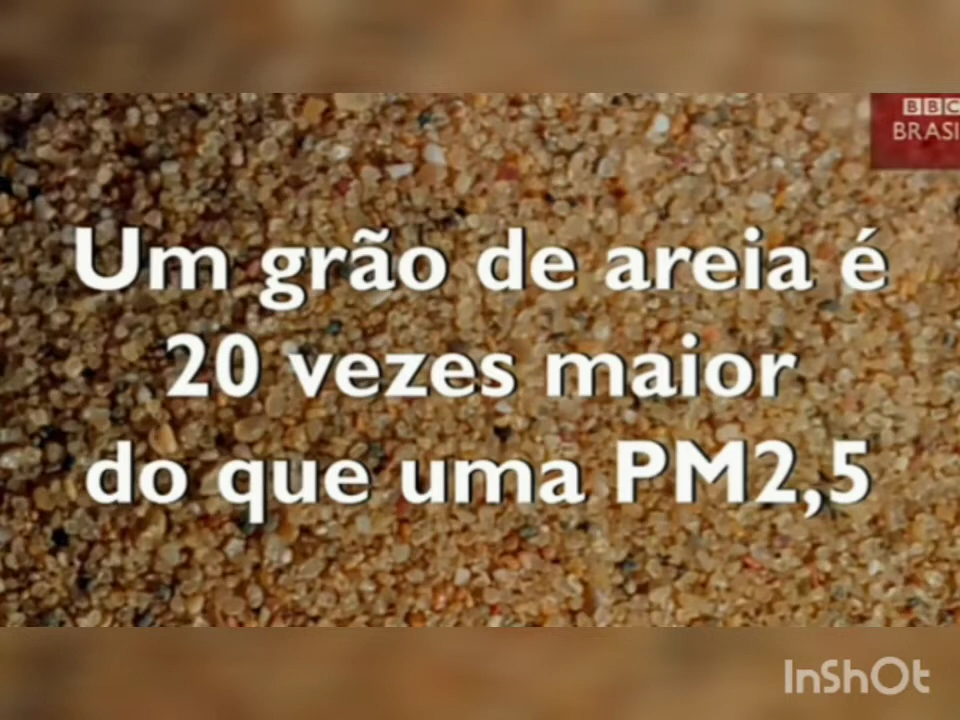 BBC
BRASI
Um grão de areia é
20 vezes maior
do que uma PM2,5
InShOt